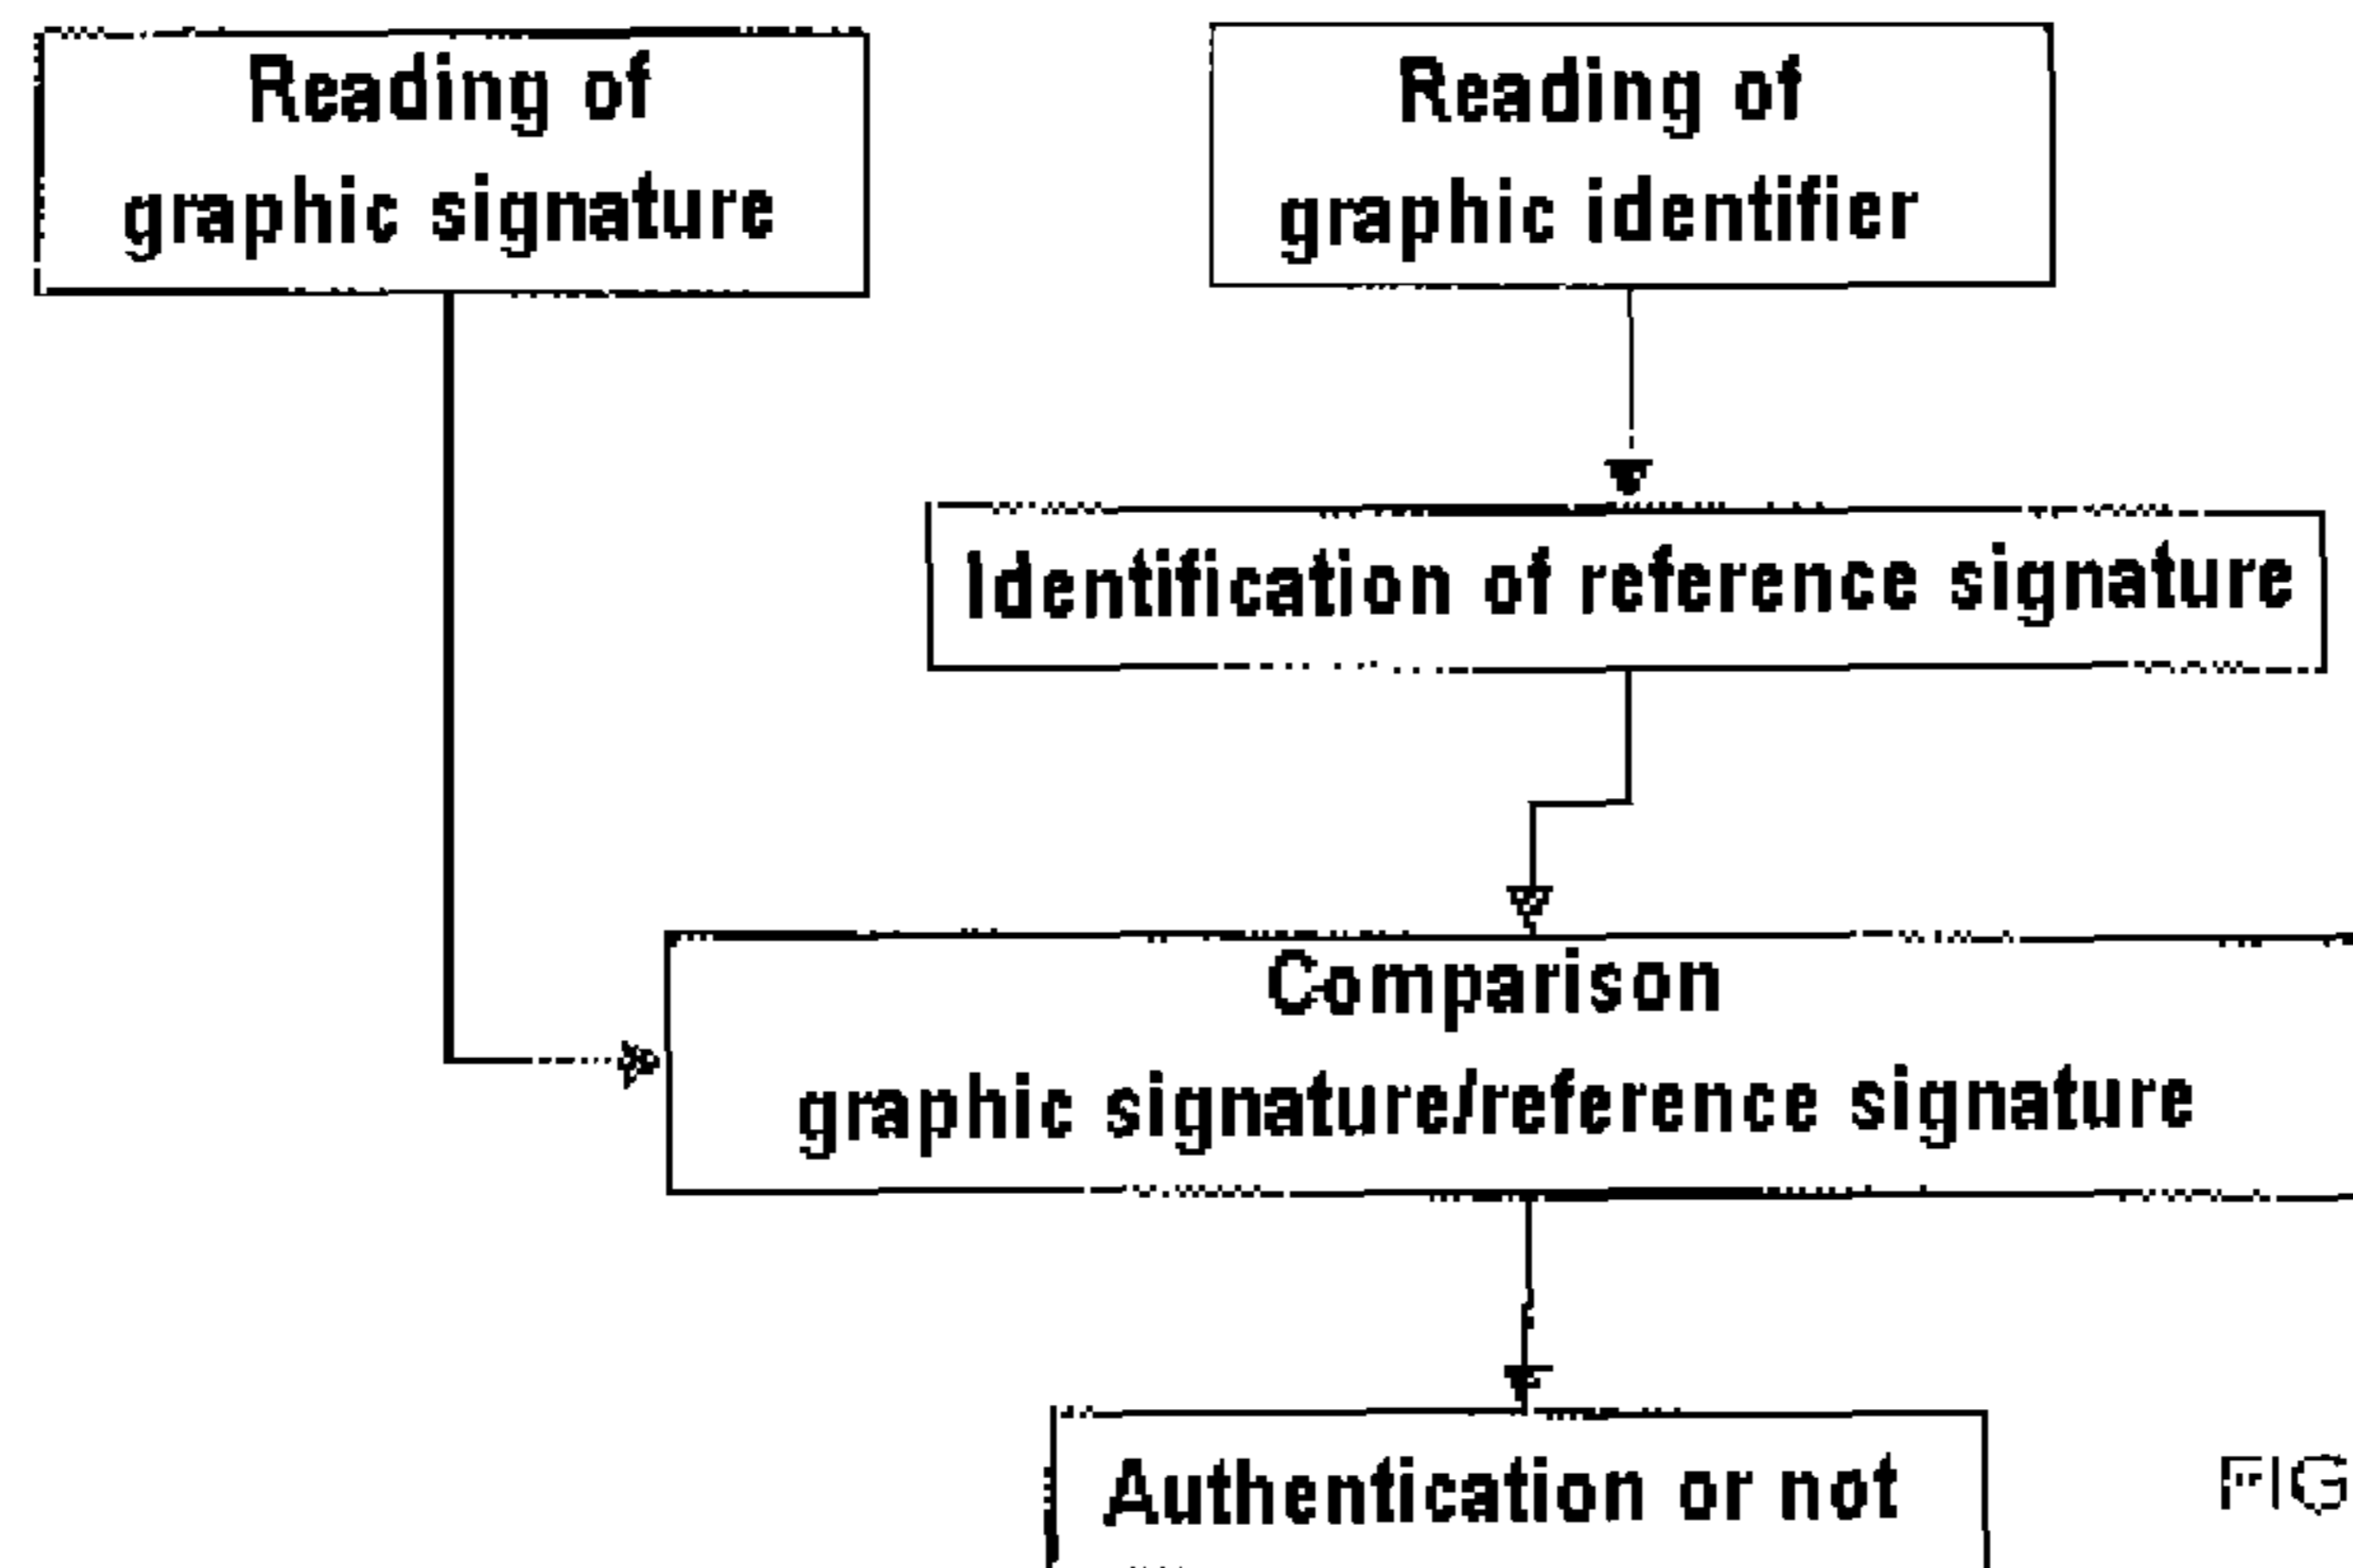 Reading of
graphic signature
Reading of
graphic identifier
Identification of reference signature
Comparison
graphic signature/reference signature
Authentication or not
FIG